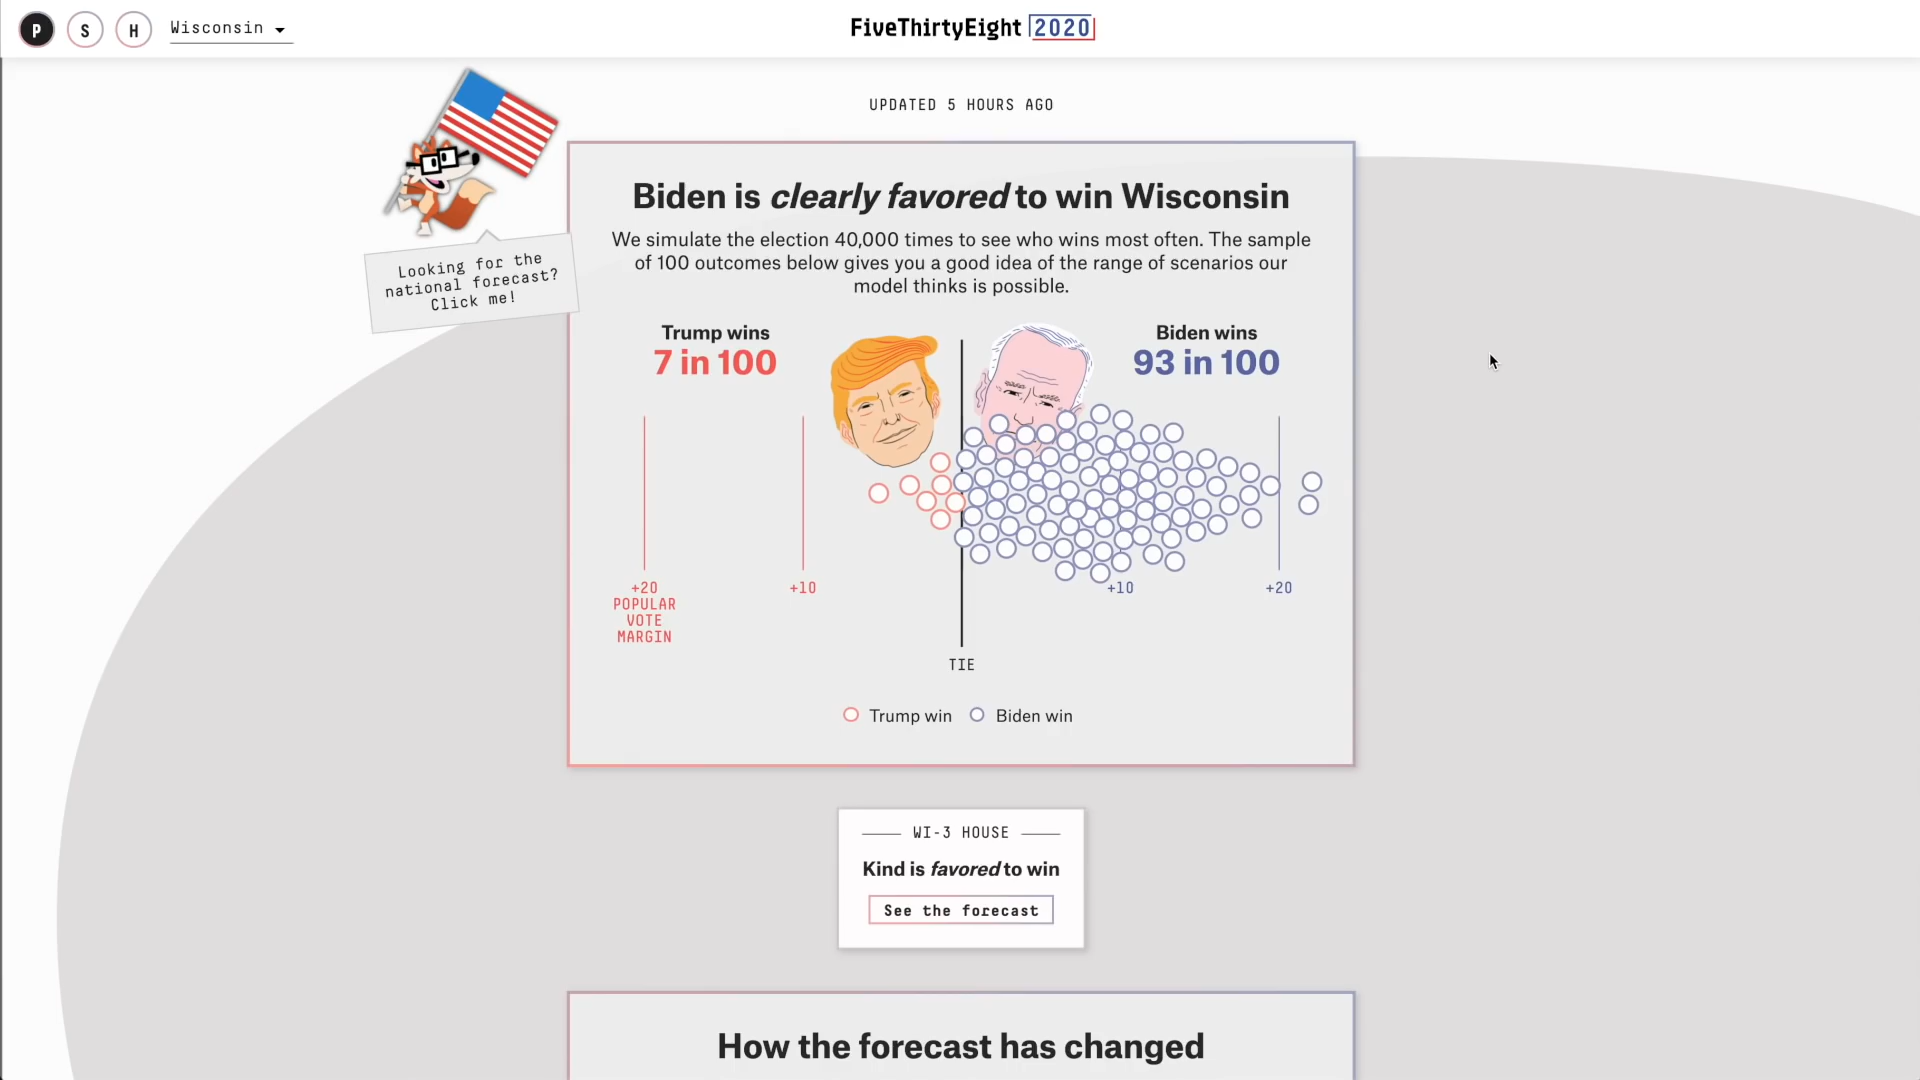 P S H Wisconsin
FiveThirtyEight 2020
UPDATED 5 HOURS AGO
Looking for the
national forecast?
Click me!
Biden is clearly favored to win Wisconsin
We simulate the election 40,000 times to see who wins most often. The sample
of 100 outcomes below gives you a good idea of the range of scenarios our
model thinks is possible.
Trump wins
7 in 100
Biden wins
93 in 100
+20
POPULAR
VOTE
MARGIN
+10
+10
+20
TIE
Trump win Biden win
WI-3 HOUSE
Kind is favored to win
See the forecast
How the forecast has changed